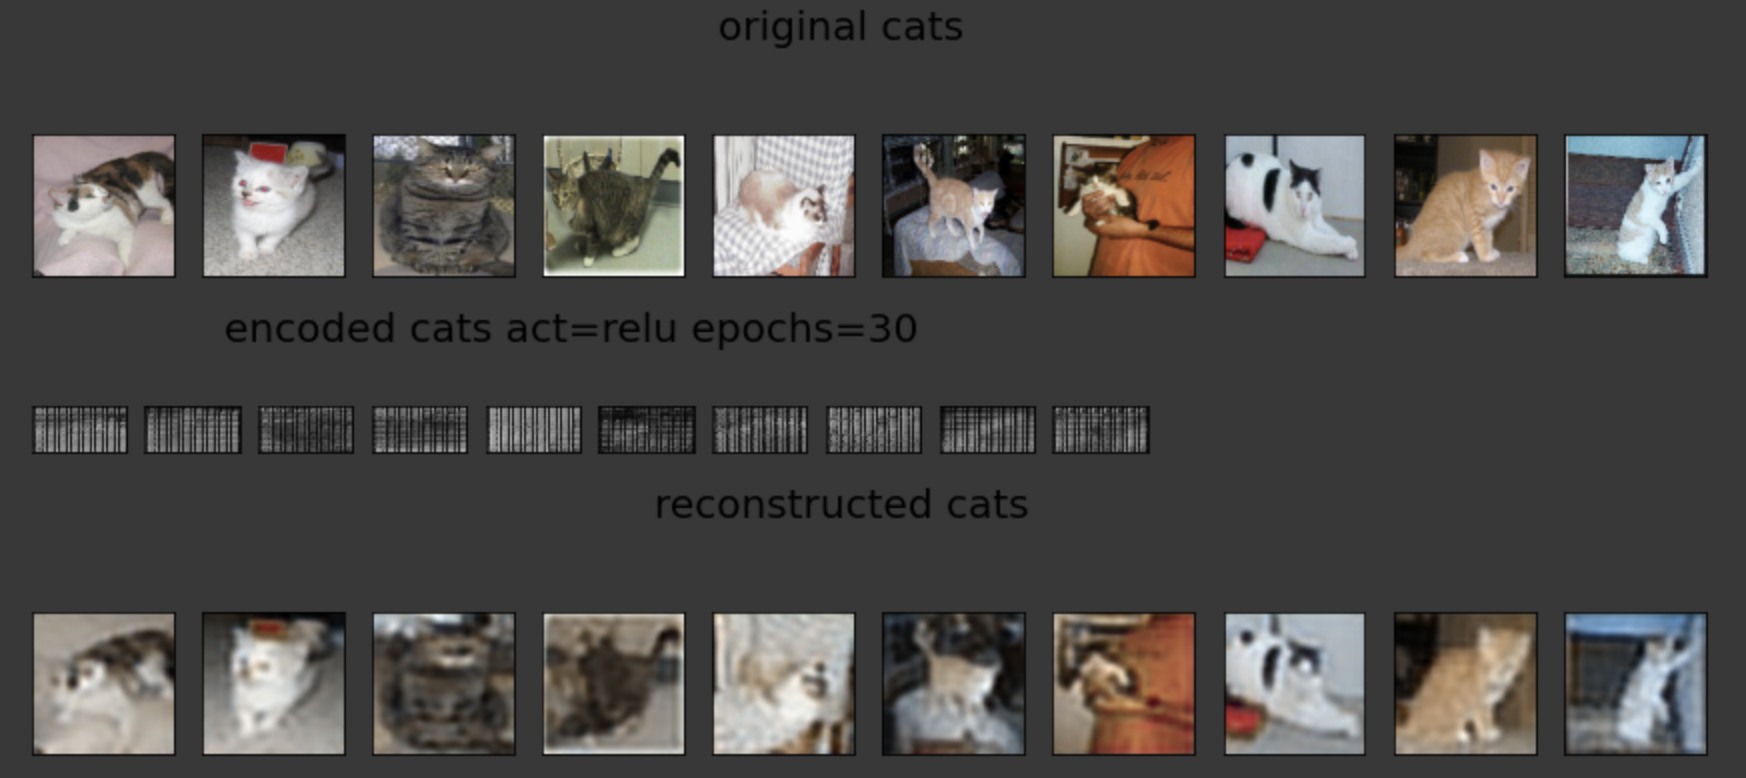 original cats
encoded cats act=relu epochs=30
reconstructed cats